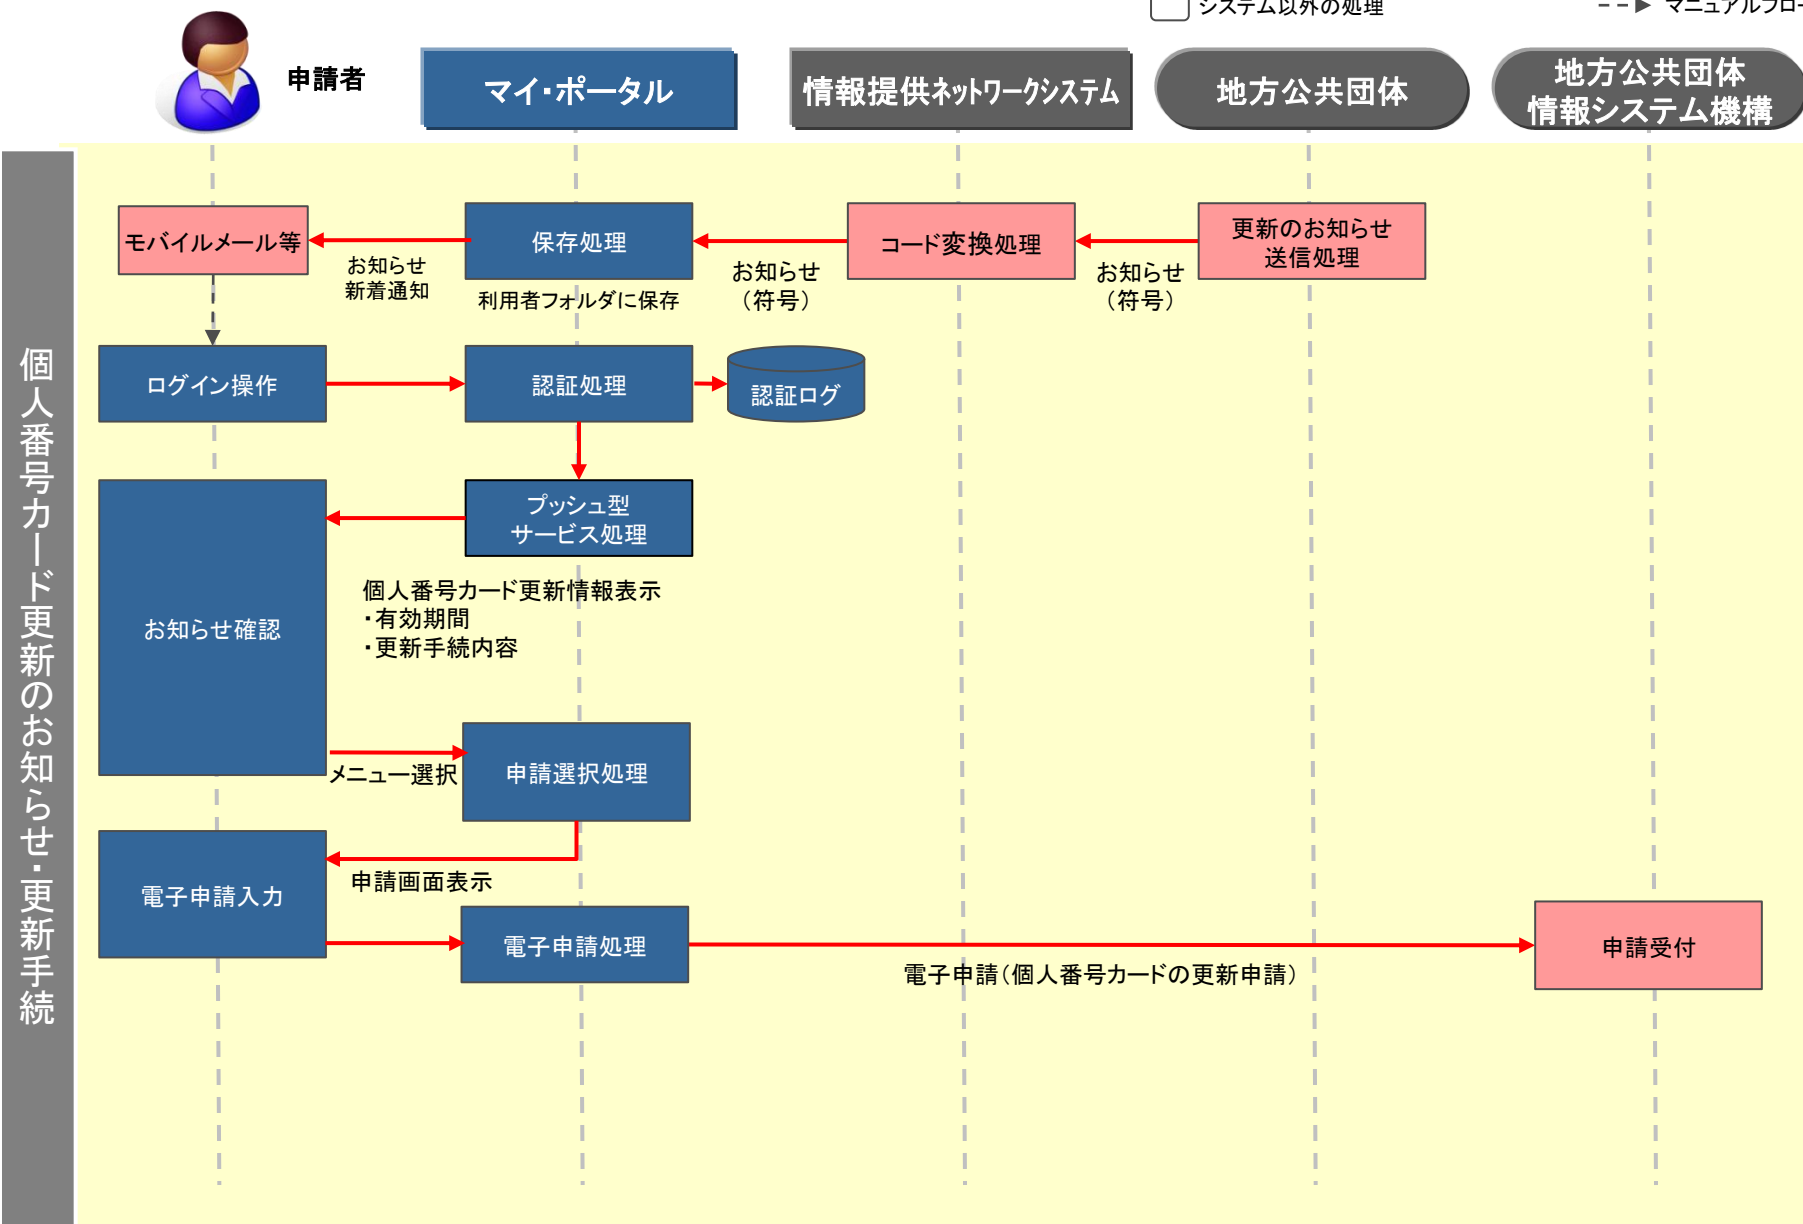 システム以外の処理
マニュアルフロー
申請者
マイ・ポータル
情報提供ネットワークシステム
地方公共団体
地方公共団体
情報システム機構
個人番号カード更新のお知らせ・更新手続
モバイルメール等
お知らせ
新着通知
保存処理
利用者フォルダに保存
お知らせ
（符号）
コード変換処理
お知らせ
（符号）
更新のお知らせ
送信処理
ログイン操作
認証処理
認証ログ
プッシュ型
サービス処理
お知らせ確認
個人番号カード更新情報表示
・有効期間
・更新手続内容
メニュー選択
申請選択処理
申請画面表示
電子申請入力
電子申請処理
電子申請（個人番号カードの更新申請）
申請受付